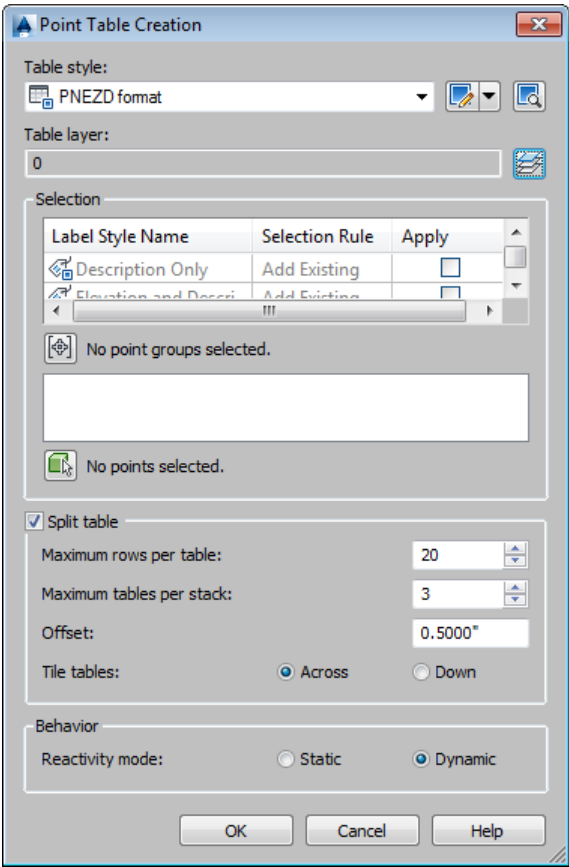 Point Table Creation
Table style:
PNEZD format
Table layer:
0
Selection
Label Style Name Selection Rule Apply
Description Only Add Existing
Elevation and Descri... Add Existing
No point groups selected.
No points selected.
Split table
Maximum rows per table: 20
Maximum tables per stack: 3
Offset: 0.5000"
Tile tables: Across Down
Behavior
Reactivity mode: Static Dynamic
OK Cancel Help